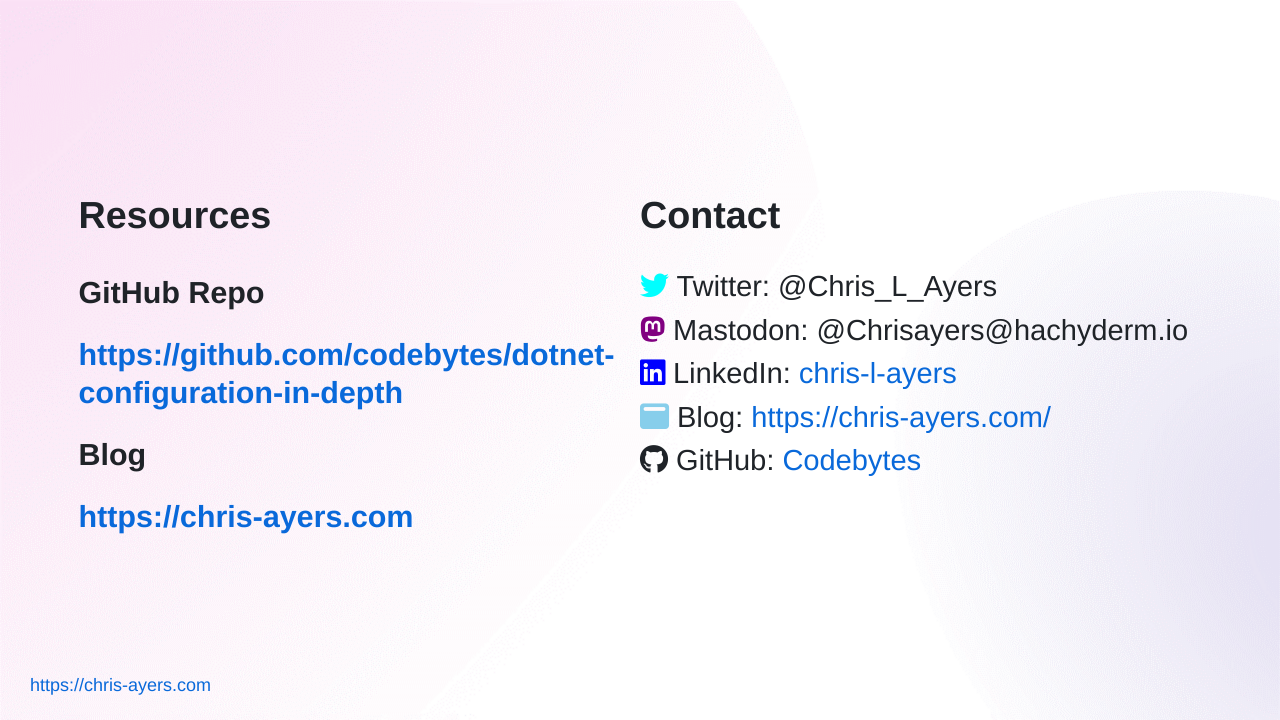 Resources
GitHub Repo
https://github.com/codebytes/dotnet-
configuration-in-depth
Blog
https://chris-ayers.com
Contact
Twitter: @Chris_L_Ayers
Mastodon: @Chrisayers@hachyderm.io
LinkedIn: chris-l-ayers
Blog: https://chris-ayers.com/
GitHub: Codebytes
https://chris-ayers.com